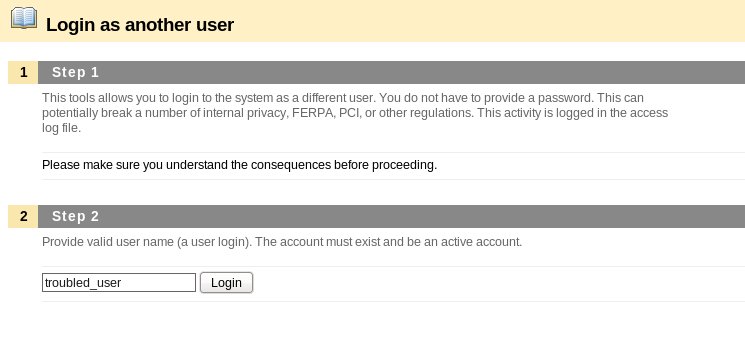 Login as another user
1 Step 1
This tools allows you to login to the system as a different user. You do not have to provide a password. This can
potentially break a number of internal privacy, FERPA, PCI, or other regulations. This activity is logged in the access
log file.
Please make sure you understand the consequences before proceeding.
2 Step 2
Provide valid user name (a user login). The account must exist and be an active account.
troubled_user Login